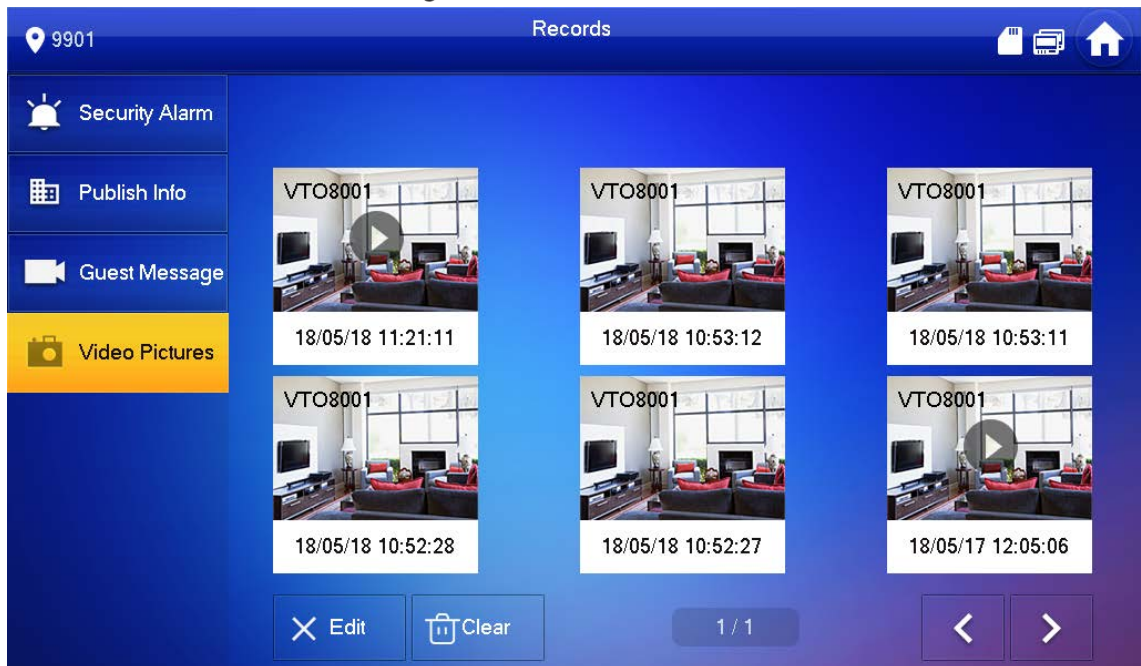 Records
9901
Security Alarm
Publish Info
Guest Message
Video Pictures
VTO8001
VTO8001
VTO8001
18/05/18 11:21:11
18/05/18 10:53:12
18/05/18 10:53:11
VTO8001
VTO8001
VTO8001
18/05/18 10:52:28
18/05/18 10:52:27
18/05/17 12:05:06
Edit
Clear
1 / 1